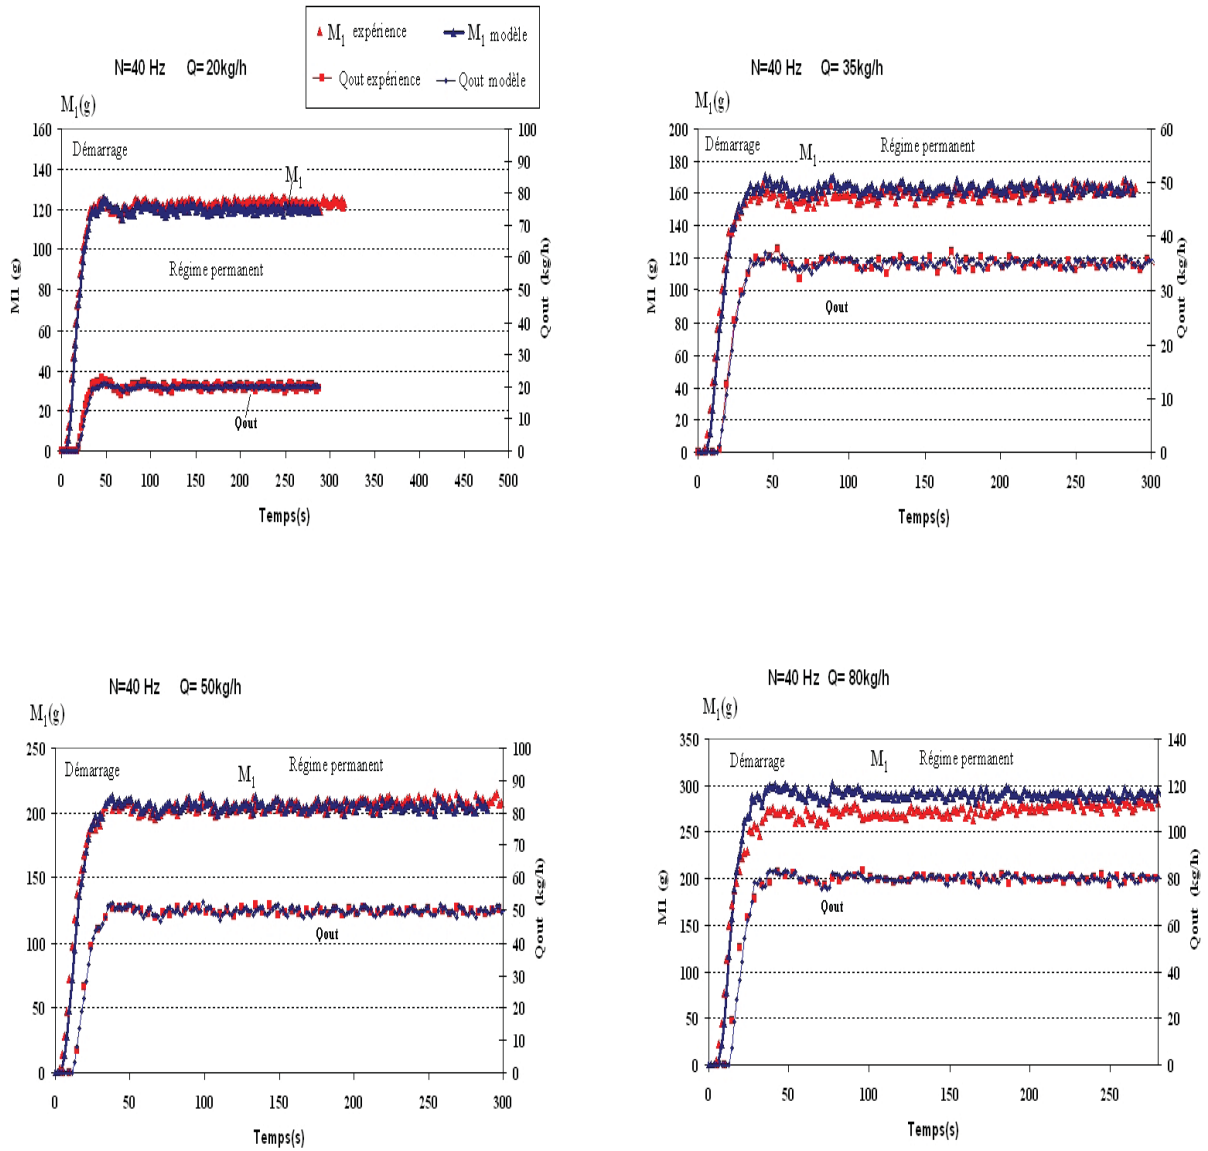 M1 expérience M1 modèle
Qout expérience Qout modèle
N=40 Hz Q= 20kg/h
M1(g)
Démarrage
M1
Régime permanent
Qout
160
140
120
100
80
60
40
20
0
M1 (g)
100
90
80
70
60
50
40
30
20
10
0
Qout (kg/h)
0 50 100 150 200 250 300 350 400 450 500
Temps(s)
N=40 Hz Q= 35kg/h
M1(g)
Démarrage
M1
Régime permanent
Qout
200
180
160
140
120
100
80
60
40
20
0
M1 (g)
60
50
40
30
20
10
0
Qout (kg/h)
0 50 100 150 200 250 300
Temps(s)
N=40 Hz Q= 50kg/h
M1(g)
Démarrage
M1
Régime permanent
Qout
250
200
150
100
50
0
100
90
80
70
60
50
40
30
20
10
0
Qout (kg/h)
0 50 100 150 200 250 300
Temps(s)
N=40 Hz Q= 80kg/h
M1(g)
Démarrage
M1
Régime permanent
Qout
350
300
250
200
150
100
50
0
M1 (g)
140
120
100
80
60
40
20
0
Qout (kg/h)
0 50 100 150 200 250
Temps(s)